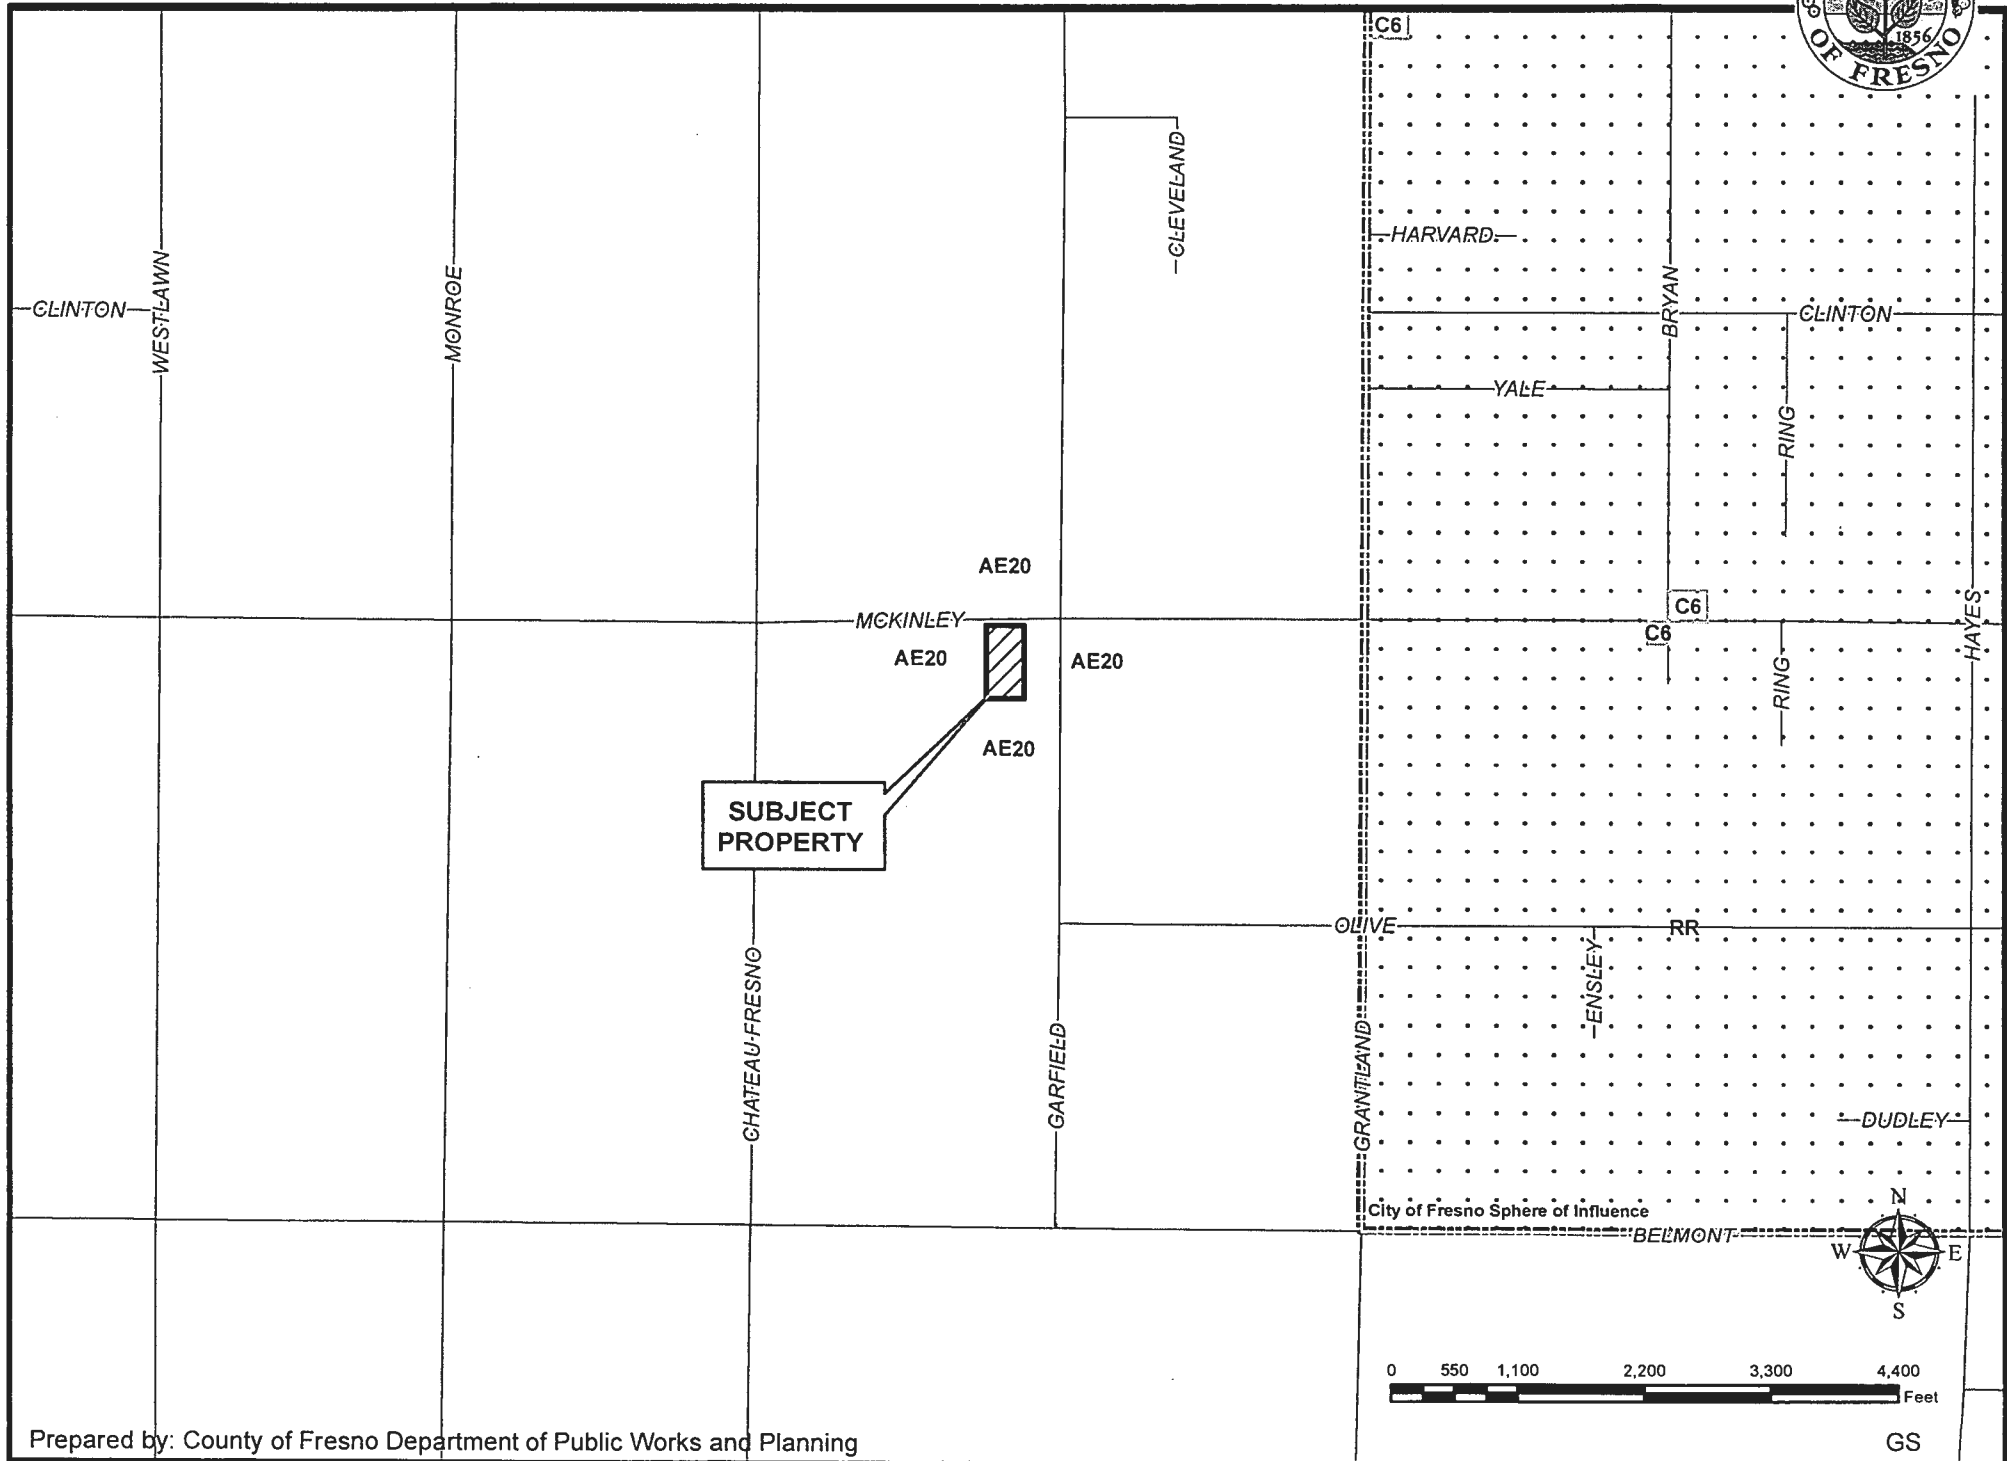 C6
1856
OF FRESNO
CLEVELAND
HARVARD
WESTLAWN
MONROE
BRYAN
CLINTON
CLINTON
YALE
RING
AE20
C6
MCKINLEY
C6
HAYES
AE20
AE20
RING
AE20
SUBJECT
PROPERTY
OLIVE
RR
ENSLEY
CHATEAU FRESNO
GARFIELD
GRANTLAND
DUDLEY
N
City of Fresno Sphere of Influence
BELMONT
W
E
S
0 550 1,100 2,200 3,300 4,400
Feet
Prepared by: County of Fresno Department of Public Works and Planning
GS